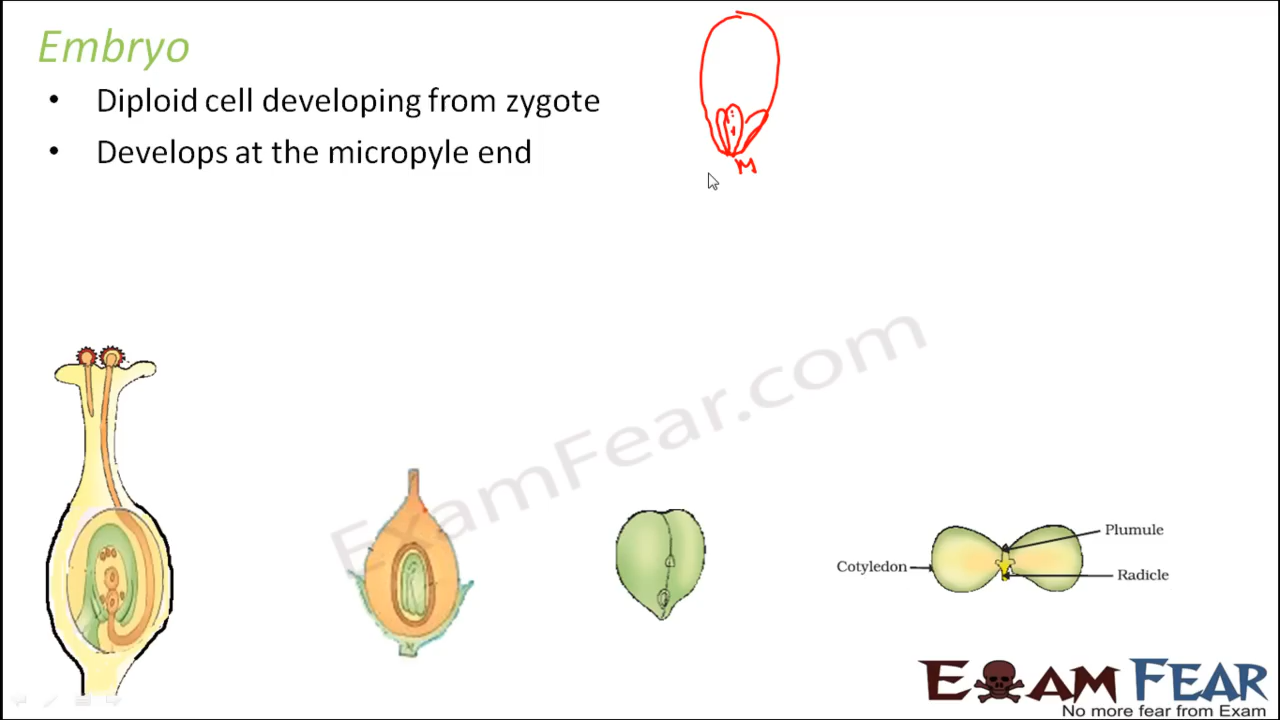 Embryo
• Diploid cell developing from zygote
• Develops at the micropyle end
M
ExamFear.com
Plumule
Cotyledon
Radicle
EXAM FEAR
No more fear from Exam